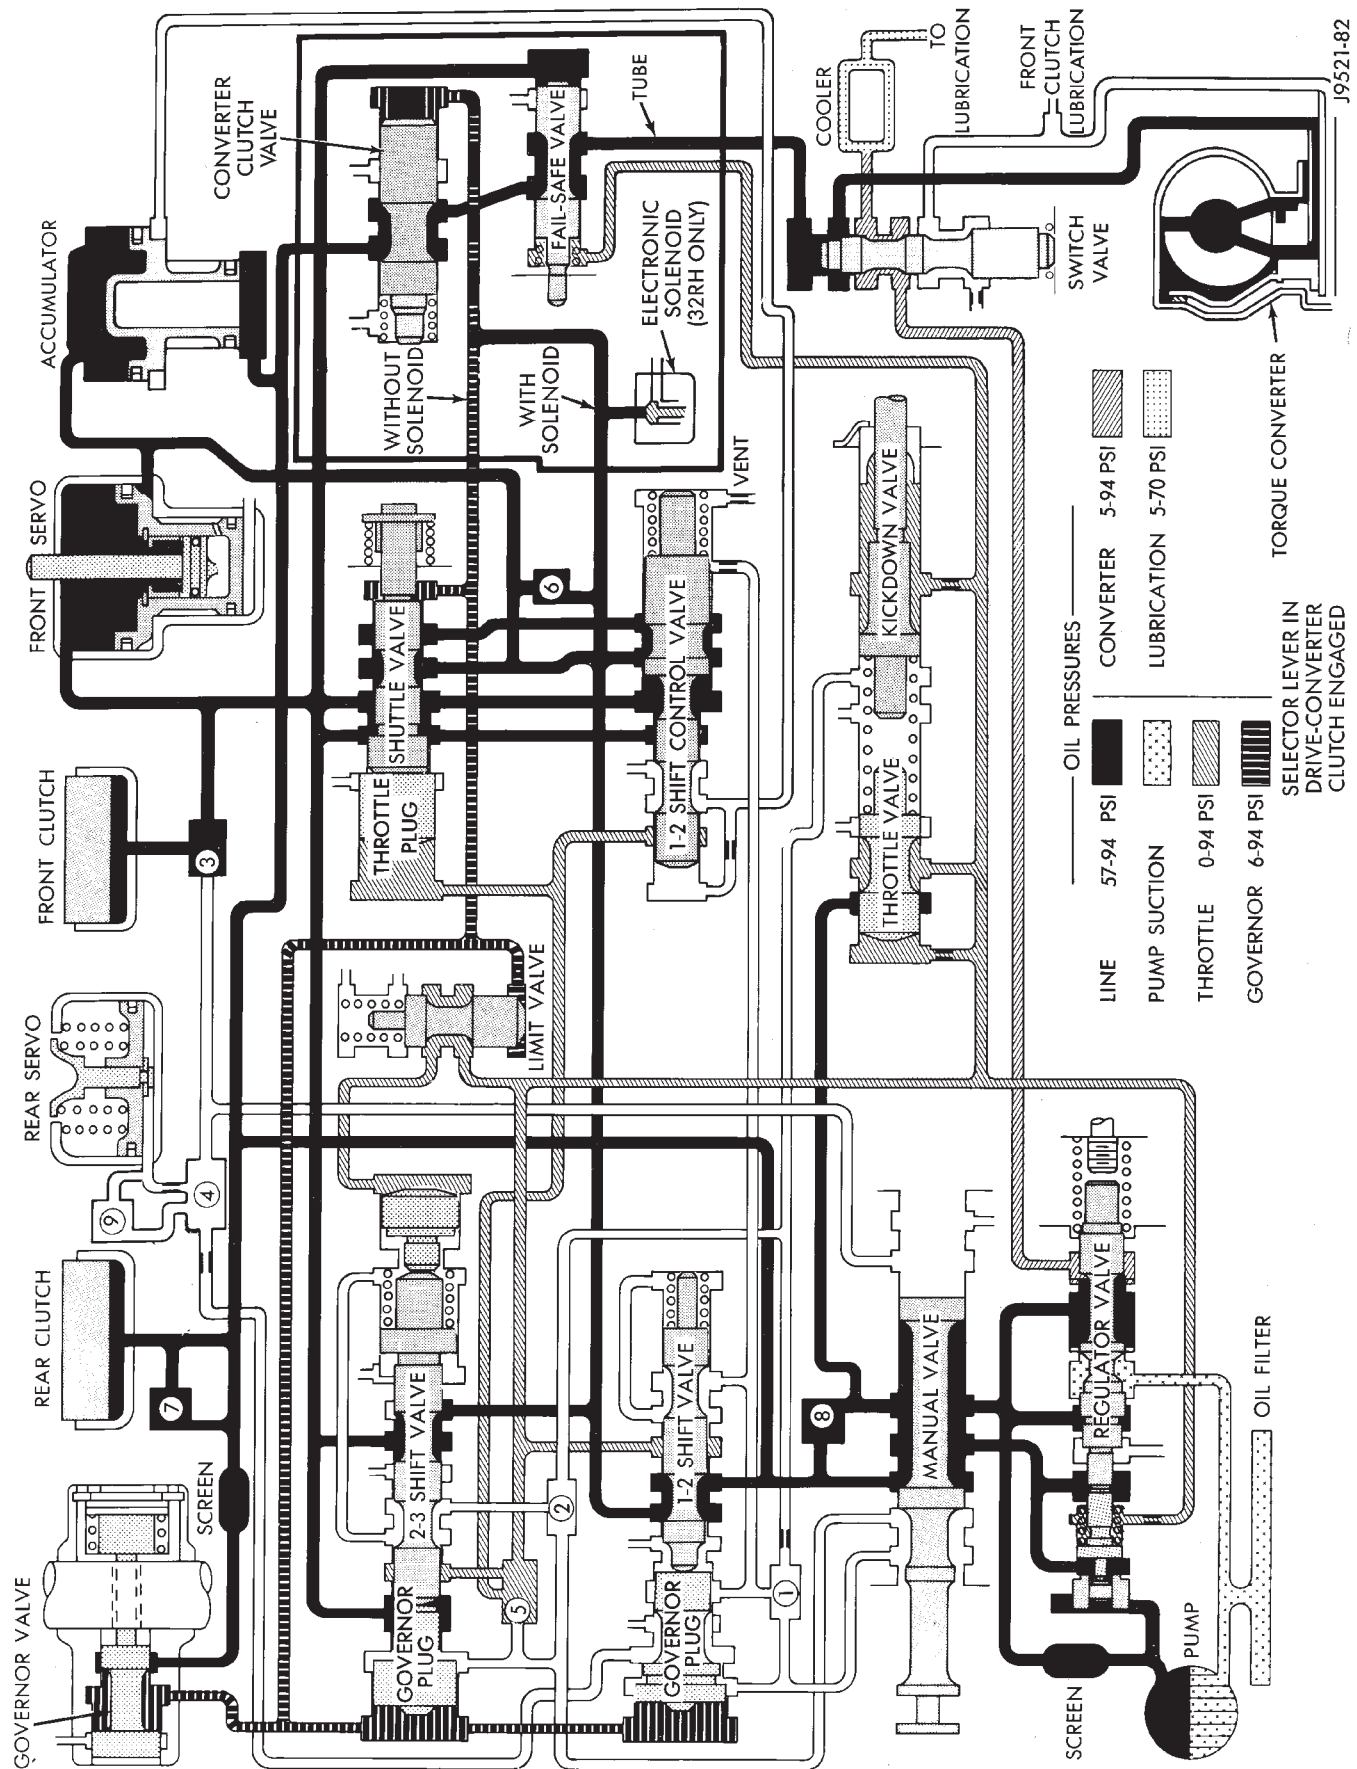 GOVERNOR VALVE
REAR CLUTCH
REAR SERVO
FRONT CLUTCH
FRONT SERVO
ACCUMULATOR
SCREEN
7
9
4
3
CONVERTER
CLUTCH
VALVE
GOVERNOR
PLUG
2-3 SHIFT VALVE
LIMIT VALVE
THROTTLE
PLUG
SHUTTLE VALVE
WITHOUT
SOLENOID
FAIL-SAFE VALVE
5
2
6
WITH
SOLENOID
ELECTRONIC
SOLENOID
(32RH ONLY)
TUBE
GOVERNOR
PLUG
1-2 SHIFT VALVE
1-2 SHIFT CONTROL VALVE
VENT
1
8
COOLER
TO
LUBRICATION
MANUAL VALVE
THROTTLE VALVE
KICKDOWN VALVE
FRONT
CLUTCH
LUBRICATION
SWITCH
VALVE
SCREEN
PUMP
REGULATOR VALVE
OIL FILTER
TORQUE CONVERTER
OIL PRESSURES
LINE 57-94 PSI
PUMP SUCTION
THROTTLE 0-94 PSI
GOVERNOR 6-94 PSI
CONVERTER 5-94 PSI
LUBRICATION 5-70 PSI
SELECTOR LEVER IN
DRIVE-CONVERTER
CLUTCH ENGAGED
J9521-82